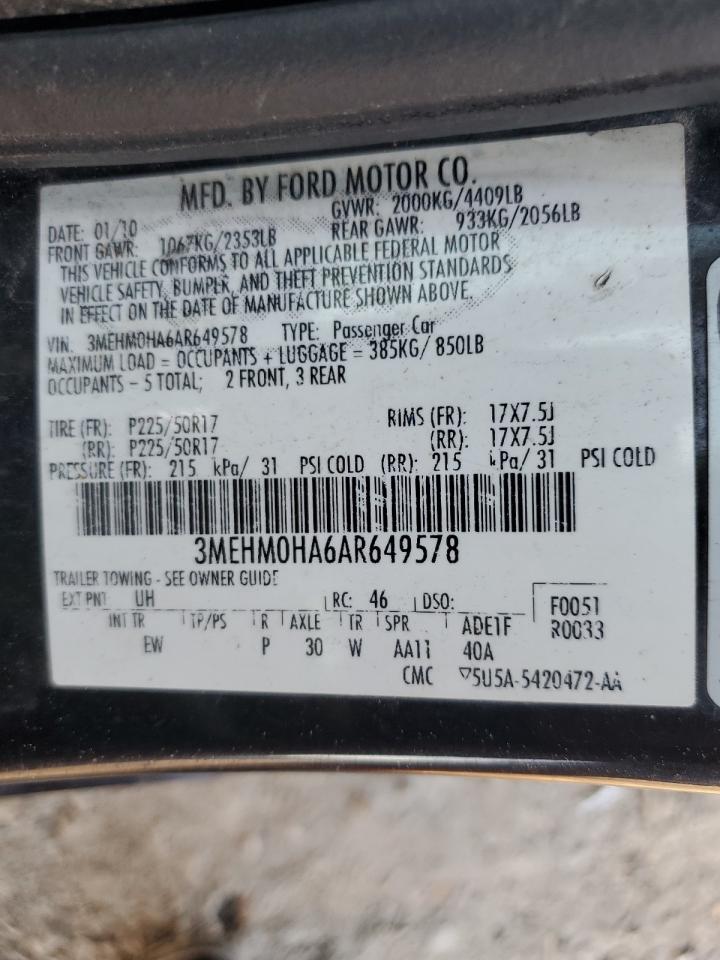 MFD. BY FORD MOTOR CO.
DATE: 01/10 GVWR: 2000KG/4409LB
FRONT GAWR: 1067KG/2353LB REAR GAWR: 933KG/2056LB
THIS VEHICLE CONFORMS TO ALL APPLICABLE FEDERAL MOTOR
VEHICLE SAFETY, BUMPER, AND THEFT PREVENTION STANDARDS
IN EFFECT ON THE DATE OF MANUFACTURE SHOWN ABOVE.
VIN: 3MEHM0HA6AR649578 TYPE: Passenger Car
MAXIMUM LOAD = OCCUPANTS + LUGGAGE = 385KG/ 850LB
OCCUPANTS - 5 TOTAL; 2 FRONT, 3 REAR
TIRE (FR): P225/50R17 RIMS (FR): 17X7.5J
(RR): P225/50R17 (RR): 17X7.5J
PRESSURE (FR): 215 kPa/ 31 PSI COLD (RR): 215 kPa/ 31 PSI COLD
3MEHM0HA6AR649578
TRAILER TOWING - SEE OWNER GUIDE
EXT PNT UH RC: 46 DSO: F0051
INT TR TP/PS R AXLE TR SPR ADE1F R0033
EW P 30 W AA11 40A
CMC ▽5U5A-5420472-AA